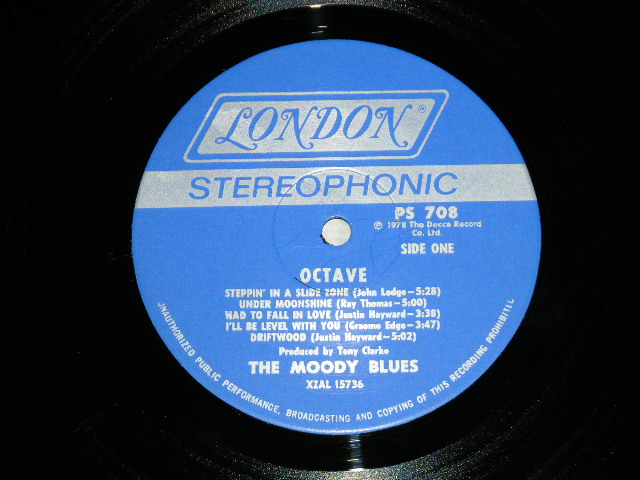 LONDON®
STEREOPHONIC
PS 708
℗ 1978 The Decca Record
Co. Ltd.
SIDE ONE
OCTAVE
STEPPIN' IN A SLIDE ZONE (John Lodge—5:28)
UNDER MOONSHINE (Ray Thomas—5:00)
HAD TO FALL IN LOVE (Justin Hayward—3:38)
I'LL BE LEVEL WITH YOU (Graeme Edge—3:47)
DRIFTWOOD (Justin Hayward—5:02)
Produced by Tony Clarke
THE MOODY BLUES
XZAL 15736
UNAUTHORIZED PUBLIC PERFORMANCE, BROADCASTING AND COPYING OF THIS RECORDING PROHIBITED